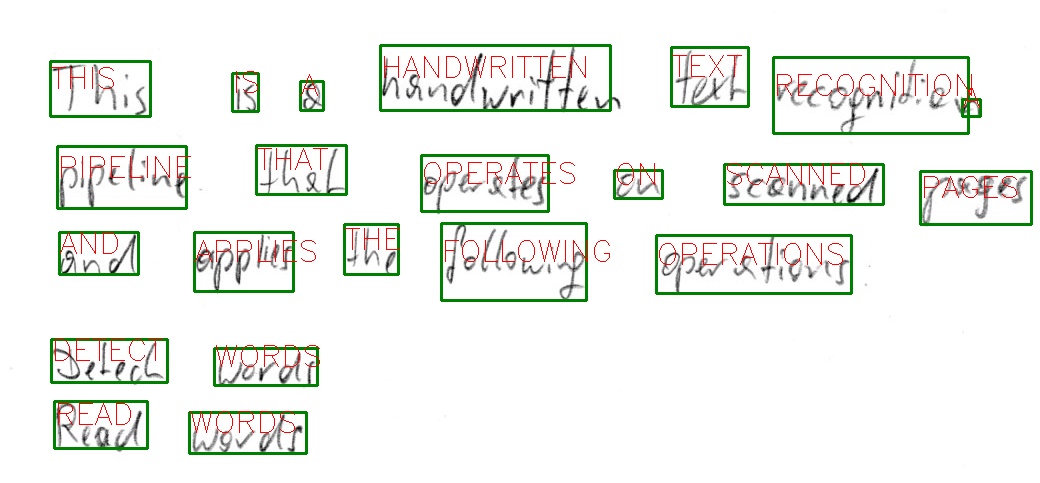 THIS IS A HANDWRITTEN TEXT RECOGNITION
This is a handwritten text recognition
PIPELINE THAT OPERATES ON SCANNED PAGES
pipeline that operates on scanned pages
AND APPLIES THE FOLLOWING OPERATIONS
and applies the following operations
DETECT WORDS
Detect words
READ WORDS
Read words